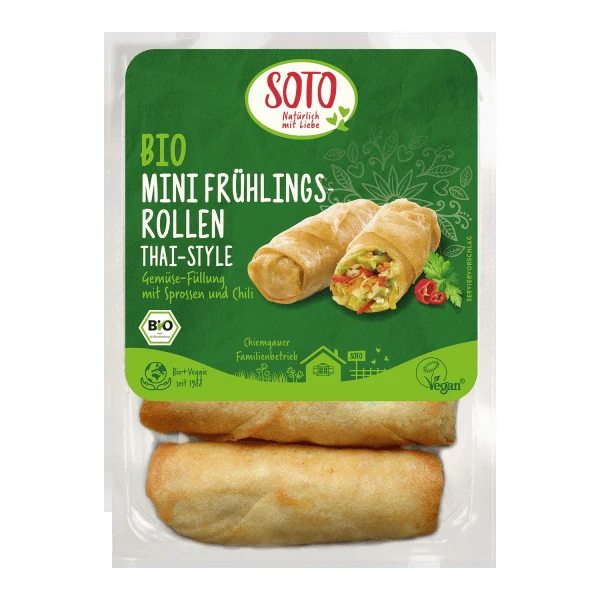 SOTO
Natürlich
mit Liebe
BIO
MINI FRÜHLINGS-
ROLLEN
THAI-STYLE
Gemüse-Füllung
mit Sprossen und Chili
SERVIERVORSCHLAG
Bio
Chiemgauer
Familienbetrieb
SOTO
Bio+Veggie
seit 1988
Vegan